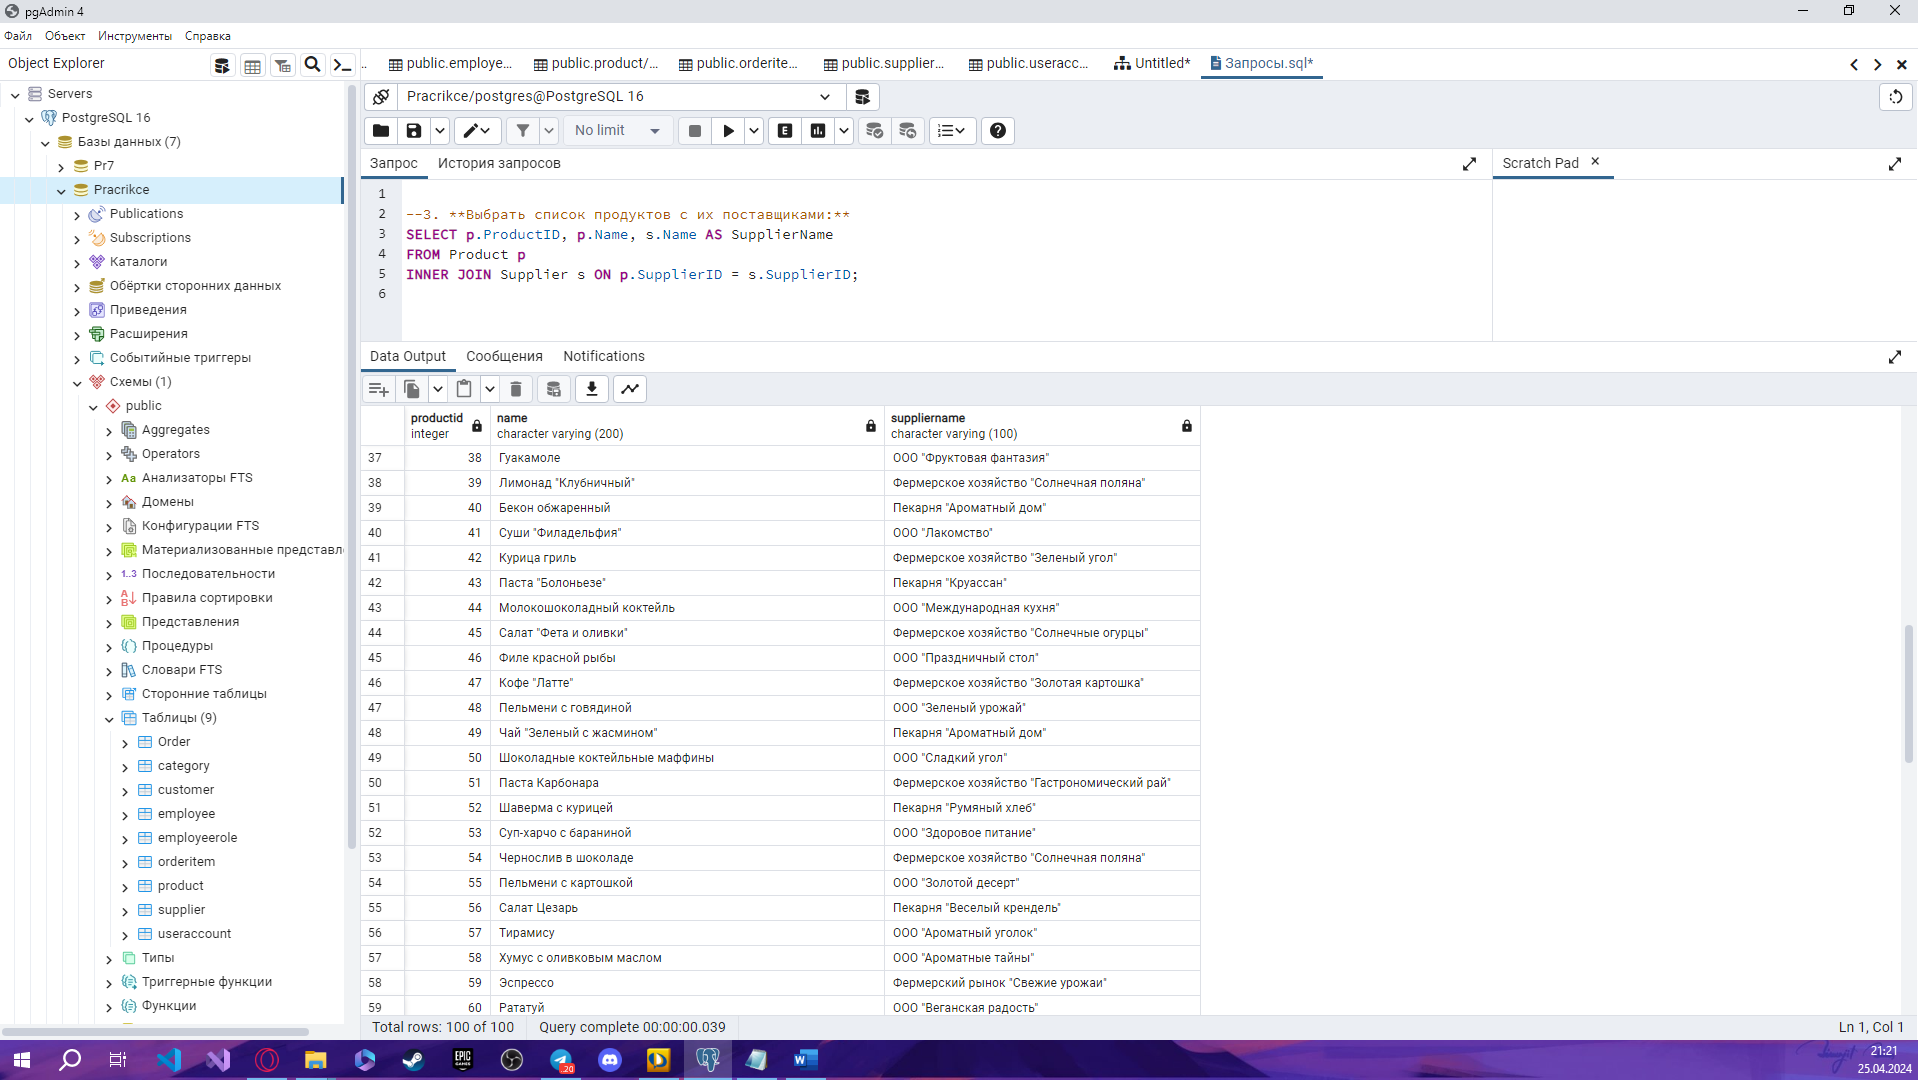 pgAdmin 4
Файл Объект Инструменты Справка
Object Explorer
public.employe... public.product/... public.orderite... public.supplier... public.useracc... Untitled* Запросы.sql*
Servers
PostgreSQL 16
Базы данных (7)
Pr7
Pracrikce
Publications
Subscriptions
Каталоги
Обёртки сторонних данных
Приведения
Расширения
Событийные триггеры
Схемы (1)
public
Aggregates
Operators
Анализаторы FTS
Домены
Конфигурации FTS
Материализованные представл
Последовательности
Правила сортировки
Представления
Процедуры
Словари FTS
Сторонние таблицы
Таблицы (9)
Order
category
customer
employee
employeerole
orderitem
product
supplier
useraccount
Типы
Триггерные функции
Функции
Pracrikce/postgres@PostgreSQL 16
No limit
Запрос История запросов
Scratch Pad
1
2 --3. **Выбрать список продуктов с их поставщиками:**
3 SELECT p.ProductID, p.Name, s.Name AS SupplierName
4 FROM Product p
5 INNER JOIN Supplier s ON p.SupplierID = s.SupplierID;
6
Data Output Сообщения Notifications
productid name suppliername
integer character varying (200) character varying (100)
37 38 Гуакамоле ООО "Фруктовая фантазия"
38 39 Лимонад "Клубничный" Фермерское хозяйство "Солнечная поляна"
39 40 Бекон обжаренный Пекарня "Ароматный дом"
40 41 Суши "Филадельфия" ООО "Лакомство"
41 42 Курица гриль Фермерское хозяйство "Зеленый угол"
42 43 Паста "Болоньезе" Пекарня "Круассан"
43 44 Молокошоколадный коктейль ООО "Международная кухня"
44 45 Салат "Фета и оливки" Фермерское хозяйство "Солнечные огурцы"
45 46 Филе красной рыбы ООО "Праздничный стол"
46 47 Кофе "Латте" Фермерское хозяйство "Золотая картошка"
47 48 Пельмени с говядиной ООО "Зеленый урожай"
48 49 Чай "Зеленый с жасмином" Пекарня "Ароматный дом"
49 50 Шоколадные коктейльные маффины ООО "Сладкий угол"
50 51 Паста Карбонара Фермерское хозяйство "Гастрономический рай"
51 52 Шаверма с курицей Пекарня "Румяный хлеб"
52 53 Суп-харчо с бараниной ООО "Здоровое питание"
53 54 Чернослив в шоколаде Фермерское хозяйство "Солнечная поляна"
54 55 Пельмени с картошкой ООО "Золотой десерт"
55 56 Салат Цезарь Пекарня "Веселый крендель"
56 57 Тирамису ООО "Ароматный уголок"
57 58 Хумус с оливковым маслом ООО "Ароматные тайны"
58 59 Эспрессо Фермерский рынок "Свежие урожаи"
59 60 Рататуй ООО "Веганская радость"
Total rows: 100 of 100 Query complete 00:00:00.039
Ln 1, Col 1
21:21
25.04.2024